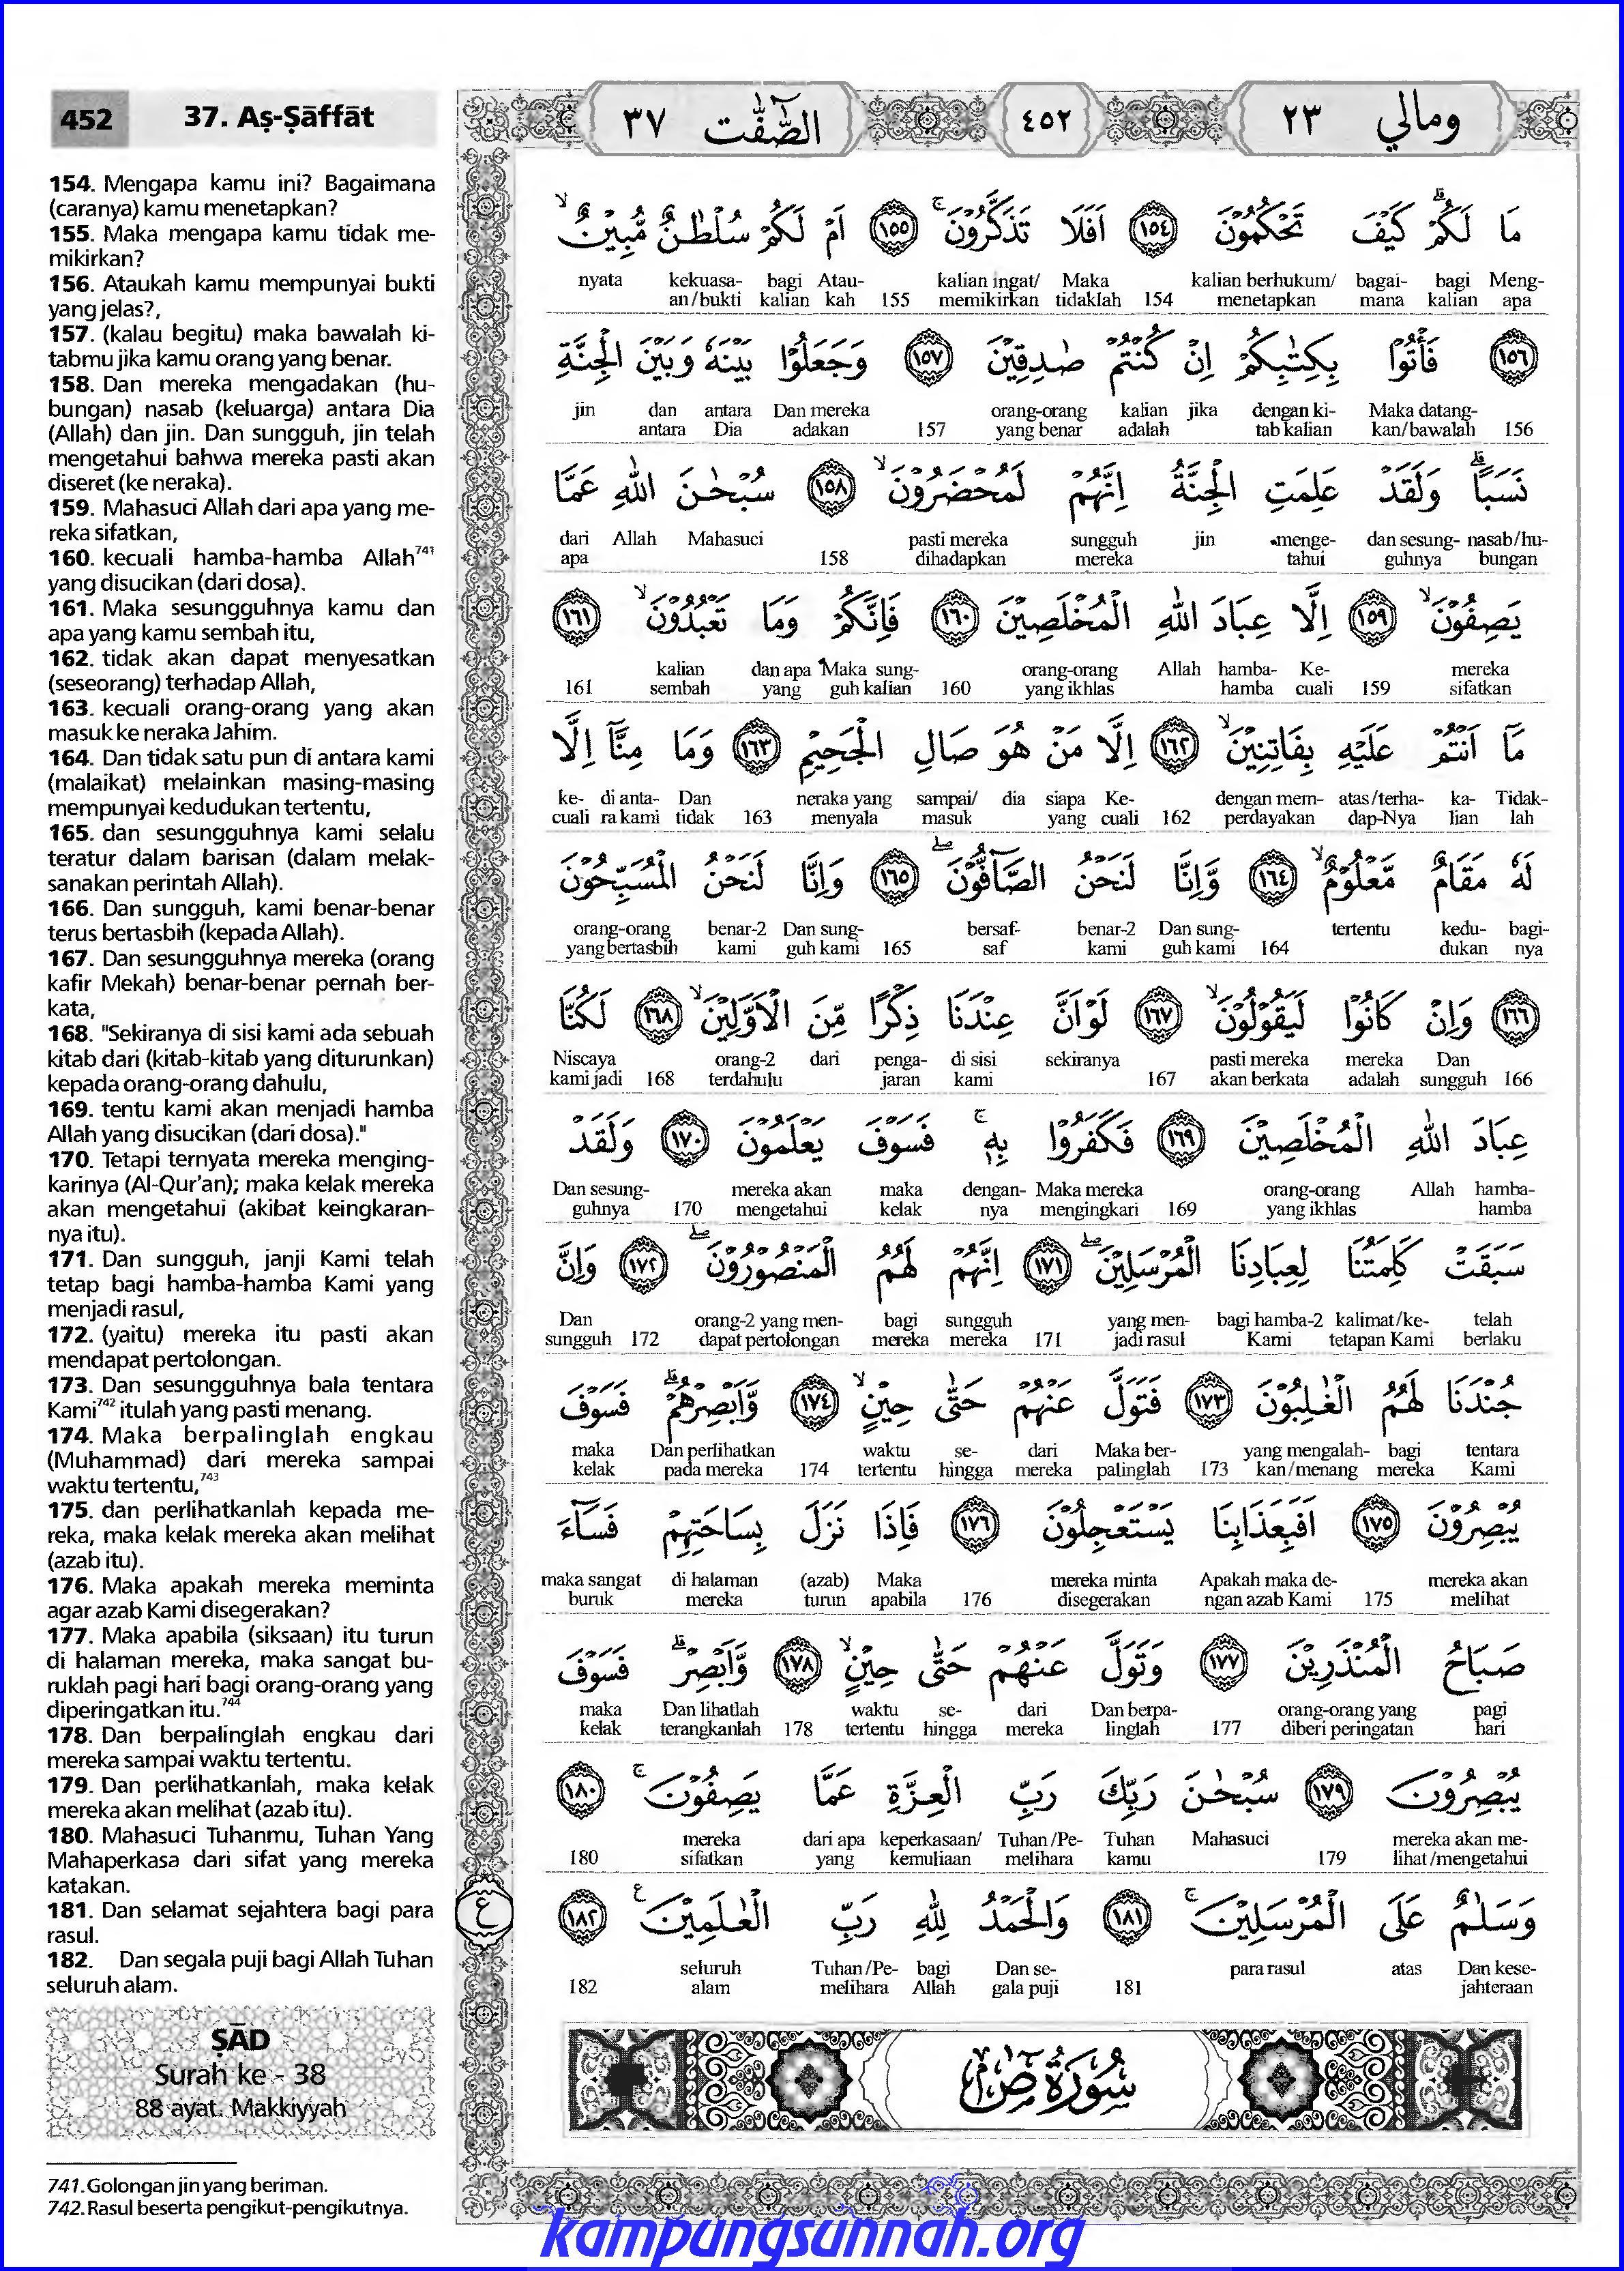 452 37. Aṣ-Ṣāffāt
154. Mengapa kamu ini? Bagaimana
(caranya) kamu menetapkan?
155. Maka mengapa kamu tidak me-
mikirkan?
156. Ataukah kamu mempunyai bukti
yang jelas?,
157. (kalau begitu) maka bawalah ki-
tabmu jika kamu orang yang benar.
158. Dan mereka mengadakan (hu-
bungan) nasab (keluarga) antara Dia
(Allah) dan jin. Dan sungguh, jin telah
mengetahui bahwa mereka pasti akan
diseret (ke neraka).
159. Mahasuci Allah dari apa yang me-
reka sifatkan,
160. kecuali hamba-hamba Allah741
yang disucikan (dari dosa).
161. Maka sesungguhnya kamu dan
apa yang kamu sembah itu,
162. tidak akan dapat menyesatkan
(seseorang) terhadap Allah,
163. kecuali orang-orang yang akan
masuk ke neraka Jahim.
164. Dan tidak satu pun di antara kami
(malaikat) melainkan masing-masing
mempunyai kedudukan tertentu,
165. dan sesungguhnya kami selalu
teratur dalam barisan (dalam melak-
sanakan perintah Allah).
166. Dan sungguh, kami benar-benar
terus bertasbih (kepada Allah).
167. Dan sesungguhnya mereka (orang
kafir Mekah) benar-benar pernah ber-
kata,
168. "Sekiranya di sisi kami ada sebuah
kitab dari (kitab-kitab yang diturunkan)
kepada orang-orang dahulu,
169. tentu kami akan menjadi hamba
Allah yang disucikan (dari dosa)."
170. Tetapi ternyata mereka menging-
karinya (Al-Qur'an); maka kelak mereka
akan mengetahui (akibat keingkaran-
nya itu).
171. Dan sungguh, janji Kami telah
tetap bagi hamba-hamba Kami yang
menjadi rasul,
172. (yaitu) mereka itu pasti akan
mendapat pertolongan.
173. Dan sesungguhnya bala tentara
Kami742 itulah yang pasti menang.
174. Maka berpalinglah engkau
(Muhammad) dari mereka sampai
waktu tertentu,743
175. dan perlihatkanlah kepada me-
reka, maka kelak mereka akan melihat
(azab itu).
176. Maka apakah mereka meminta
agar azab Kami disegerakan?
177. Maka apabila (siksaan) itu turun
di halaman mereka, maka sangat bu-
ruklah pagi hari bagi orang-orang yang
diperingatkan itu.744
178. Dan berpalinglah engkau dari
mereka sampai waktu tertentu.
179. Dan perlihatkanlah, maka kelak
mereka akan melihat (azab itu).
180. Mahasuci Tuhanmu, Tuhan Yang
Mahaperkasa dari sifat yang mereka
katakan.
181. Dan selamat sejahtera bagi para
rasul.
182. Dan segala puji bagi Allah Tuhan
seluruh alam.
ṢĀD
Surah ke - 38
88 ayat. Makkiyyah
741.Golongan jin yang beriman.
742.Rasul beserta pengikut-pengikutnya.
ومالي ٢٣ ٤٥٢ الصّٰۤفّٰت ٣٧
مَا لَكُمْۗ كَيْفَ تَحْكُمُوْنَ ١٥٤ اَفَلَا تَذَكَّرُوْنَۚ ١٥٥ اَمْ لَكُمْ سُلْطٰنٌ مُّبِيْنٌۙ
nyata kekuasa- bagi Atau- kalian ingat/ Maka kalian berhukum/ bagai- bagi Meng-
an/bukti kalian kah 155 memikirkan tidaklah 154 menetapkan mana kalian apa
١٥٦ فَأْتُوْا بِكِتٰبِكُمْ اِنْ كُنْتُمْ صٰدِقِيْنَ ١٥٧ وَجَعَلُوْا بَيْنَهٗ وَبَيْنَ الْجِنَّةِ
jin dan antara Dan mereka orang-orang kalian jika dengan ki- Maka datang-
antara Dia adakan 157 yang benar adalah tab kalian kan/bawalah 156
نَسَبًاۗ وَلَقَدْ عَلِمَتِ الْجِنَّةُ اِنَّهُمْ لَمُحْضَرُوْنَۙ ١٥٨ سُبْحٰنَ اللّٰهِ عَمَّا
dari Allah Mahasuci pasti mereka sungguh jin menge- dan sesung- nasab/hu-
apa 158 dihadapkan mereka tahui guhnya bungan
يَصِفُوْنَۙ ١٥٩ اِلَّا عِبَادَ اللّٰهِ الْمُخْلَصِيْنَ ١٦٠ فَاِنَّكُمْ وَمَا تَعْبُدُوْنَۙ ١٦١
kalian dan apa Maka sung- orang-orang Allah hamba- Ke- mereka
161 sembah yang guh kalian 160 yang ikhlas hamba cuali 159 sifatkan
مَآ اَنْتُمْ عَلَيْهِ بِفَاتِنِيْنَۙ ١٦٢ اِلَّا مَنْ هُوَ صَالِ الْجَحِيْمِ ١٦٣ وَمَا مِنَّآ اِلَّا
ke- di anta- Dan neraka yang sampai/ dia siapa Ke- dengan mem- atas/terha- ka- Tidak-
cuali ra kami tidak 163 menyala masuk yang cuali 162 perdayakan dap-Nya lian lah
لَهٗ مَقَامٌ مَّعْلُوْمٌۙ ١٦٤ وَّاِنَّا لَنَحْنُ الصَّاۤفُّوْنَۖ ١٦٥ وَاِنَّا لَنَحْنُ الْمُسَبِّحُوْنَ
orang-orang benar-2 Dan sung- bersaf- benar-2 Dan sung- tertentu kedu- bagi-
yang bertasbih kami guh kami 165 saf kami guh kami 164 dukan nya
١٦٦ وَاِنْ كَانُوْا لَيَقُوْلُوْنَۙ ١٦٧ لَوْ اَنَّ عِنْدَنَا ذِكْرًا مِّنَ الْاَوَّلِيْنَۙ ١٦٨ لَكُنَّا
Niscaya orang-2 dari penga- di sisi sekiranya pasti mereka mereka Dan
kami jadi 168 terdahulu jaran kami 167 akan berkata adalah sungguh 166
عِبَادَ اللّٰهِ الْمُخْلَصِيْنَ ١٦٩ فَكَفَرُوْا بِهٖۚ فَسَوْفَ يَعْلَمُوْنَ ١٧٠ وَلَقَدْ
Dan sesung- mereka akan maka dengan- Maka mereka orang-orang Allah hamba-
guhnya 170 mengetahui kelak nya mengingkari 169 yang ikhlas hamba
سَبَقَتْ كَلِمَتُنَا لِعِبَادِنَا الْمُرْسَلِيْنَۖ ١٧١ اِنَّهُمْ لَهُمُ الْمَنْصُوْرُوْنَۖ ١٧٢ وَاِنَّ
Dan orang-2 yang men- bagi sungguh yang men- bagi hamba-2 kalimat/ke- telah
sungguh 172 dapat pertolongan mereka mereka 171 jadi rasul Kami tetapan Kami berlaku
جُنْدَنَا لَهُمُ الْغٰلِبُوْنَ ١٧٣ فَتَوَلَّ عَنْهُمْ حَتّٰى حِيْنٍۙ ١٧٤ وَّاَبْصِرْهُمْۗ فَسَوْفَ
maka Dan perlihatkan waktu se- dari Maka ber- yang mengalah- bagi tentara
kelak pada mereka 174 tertentu hingga mereka palinglah 173 kan/menang mereka Kami
يُبْصِرُوْنَ ١٧٥ اَفَبِعَذَابِنَا يَسْتَعْجِلُوْنَ ١٧٦ فَاِذَا نَزَلَ بِسَاحَتِهِمْ فَسَاۤءَ
maka sangat di halaman (azab) Maka mereka minta Apakah maka de- mereka akan
buruk mereka turun apabila 176 disegerakan ngan azab Kami 175 melihat
صَبَاحُ الْمُنْذَرِيْنَ ١٧٧ وَتَوَلَّ عَنْهُمْ حَتّٰى حِيْنٍۙ ١٧٨ وَّاَبْصِرْۗ فَسَوْفَ
maka Dan lihatlah waktu se- dari Dan berpa- orang-orang yang pagi
kelak terangkanlah 178 tertentu hingga mereka linglah 177 diberi peringatan hari
يُبْصِرُوْنَ ١٧٩ سُبْحٰنَ رَبِّكَ رَبِّ الْعِزَّةِ عَمَّا يَصِفُوْنَۚ ١٨٠
mereka dari apa keperkasaan/ Tuhan/Pe- Tuhan Mahasuci mereka akan me-
180 sifatkan yang kemuliaan melihara kamu 179 lihat/mengetahui
وَسَلٰمٌ عَلَى الْمُرْسَلِيْنَۚ ١٨١ وَالْحَمْدُ لِلّٰهِ رَبِّ الْعٰلَمِيْنَ ࣖ ١٨٢
ع
seluruh Tuhan/Pe- bagi Dan se- para rasul atas Dan kese-
182 alam melihara Allah gala puji 181 jahteraan
سُوْرَةُ صۤ
kampungsunnah.org